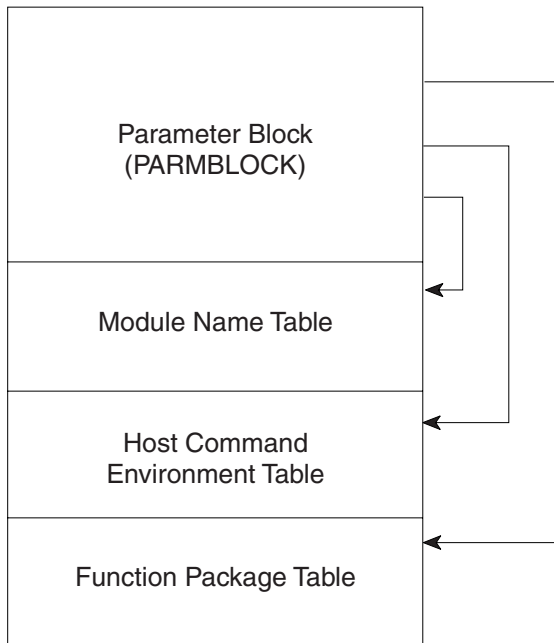 Parameter Block
(PARMBLOCK)
Module Name Table
Host Command
Environment Table
Function Package Table